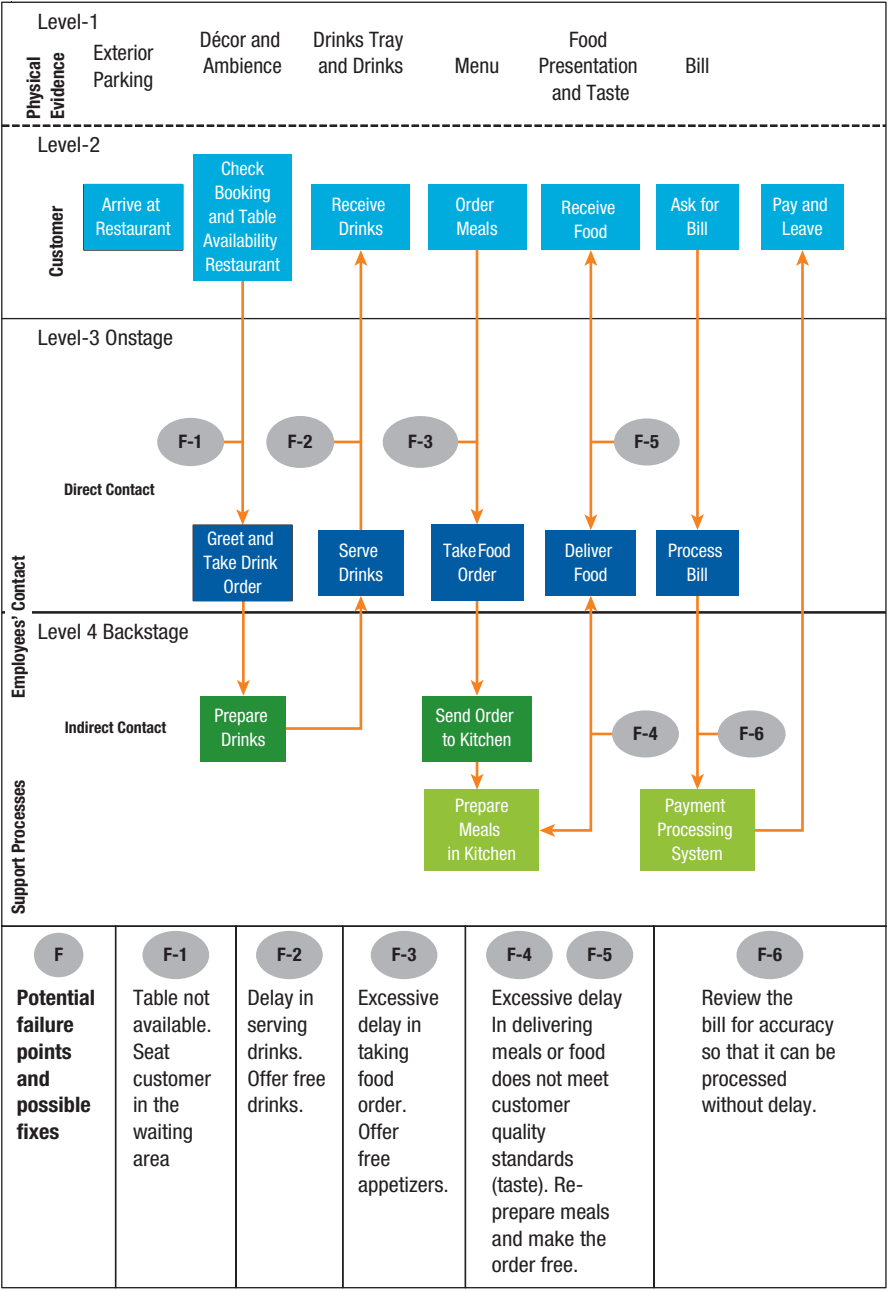 Level-1
Physical
Evidence
Exterior
Parking
Décor and
Ambience
Drinks Tray
and Drinks
Menu
Food
Presentation
and Taste
Bill
Level-2
Customer
Arrive at
Restaurant
Check
Booking
and Table
Availability
Restaurant
Receive
Drinks
Order
Meals
Receive
Food
Ask for
Bill
Pay and
Leave
Level-3 Onstage
F-1
F-2
F-3
F-5
Direct Contact
Employees' Contact
Greet and
Take Drink
Order
Serve
Drinks
Take Food
Order
Deliver
Food
Process
Bill
Level 4 Backstage
Indirect Contact
Prepare
Drinks
Send Order
to Kitchen
F-4
F-6
Support Processes
Prepare
Meals
in Kitchen
Payment
Processing
System
F
Potential
failure
points
and
possible
fixes
F-1
Table not
available.
Seat
customer
in the
waiting
area
F-2
Delay in
serving
drinks.
Offer free
drinks.
F-3
Excessive
delay in
taking
food
order.
Offer
free
appetizers.
F-4 F-5
Excessive delay
In delivering
meals or food
does not meet
customer
quality
standards
(taste). Re-
prepare meals
and make the
order free.
F-6
Review the
bill for accuracy
so that it can be
processed
without delay.